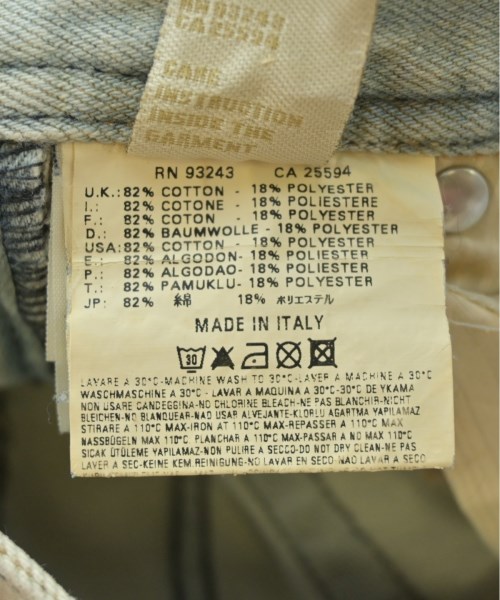 RN 93243
CA 25594
CARE
INSTRUCTION
INSIDE THE
GARMENT
RN 93243 CA 25594
U.K.: 82% COTTON - 18% POLYESTER
I.: 82% COTONE - 18% POLIESTERE
F.: 82% COTON - 18% POLYESTER
D.: 82% BAUMWOLLE - 18% POLYESTER
USA: 82% COTTON - 18% POLYESTER
E.: 82% ALGODON - 18% POLIESTER
P.: 82% ALGODAO - 18% POLIESTER
T.: 82% PAMUKLU - 18% POLYESTER
JP: 82% 綿 18% ポリエステル
MADE IN ITALY
30
LAVARE A 30°C-MACHINE WASH TO 30°C-LAVER A MACHINE A 30°C
WASCHMASCHINE A 30°C - LAVAR A MAQUINA A 30°C-30°C DE YKAMA
NON USARE CANDEGGINA-NO CHLORINE BLEACH-NE PAS BLANCHIR-NICHT
BLEICHEN-NO BLANQUEAR-NAO USAR ALVEJANTE-KLORLU AGARTMA YAPILAMAZ
STIRARE A 110°C MAX-IRON AT 110°C MAX-REPASSER A 110°C MAX
NASSBÜGELN MAX 110°C PLANCHAR A 110°C MAX-PASSAR A NO MAX 110°C
SICAK ÜTÜLEME YAPILAMAZ-NON PULIRE A SECCO-DO NOT DRY CLEAN-NE PAS
LAVER A SEC-KEINE KEM.REINIGUNG-NO LAVAR EN SECO-NAO LAVAR A SECO